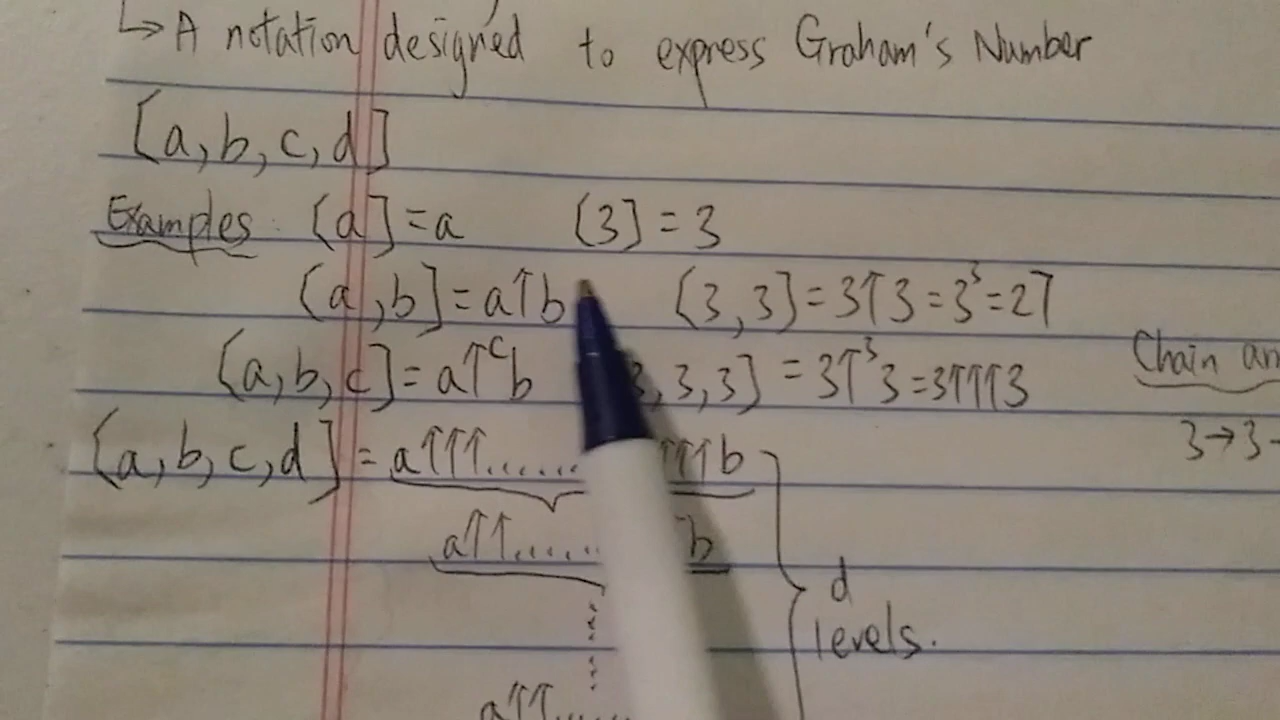 ↳ A notation designed to express Graham's Number
[a, b, c, d]
Examples: [a] = a [3] = 3
[a, b] = a↑b [3, 3] = 3↑3 = 3³ = 27
[a, b, c] = a↑ᶜb 3, 3, 3] = 3↑³3 = 3↑↑↑3
Chain
[a, b, c, d] = a↑↑↑...... ↑↑↑b
3→3
a↑↑...... b
d
levels.
a↑↑.....